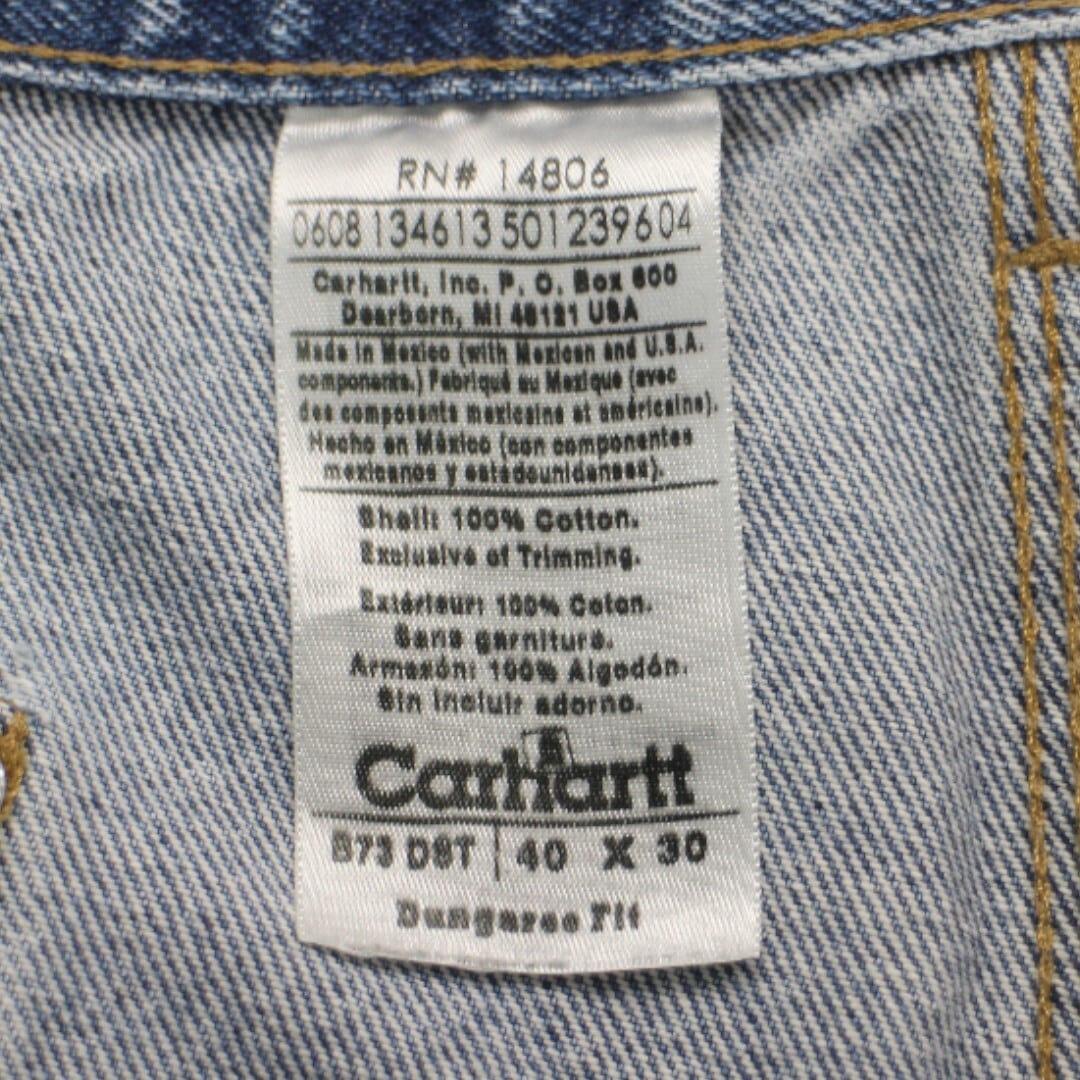 RN# 14806
0608 134613 501239604
Carhartt, Inc. P. O. Box 600
Dearborn, MI 48121 USA
Made in Mexico (with Mexican and U.S.A.
components.) Fabriqué au Mexique (avec
des composants mexicains et américains).
Hecho en México (con componentes
mexicanos y estadounidenses).
Shell: 100% Cotton.
Exclusive of Trimming.
Extérieur: 100% Coton.
Sans garniture.
Armazón: 100% Algodón.
Sin incluir adorno.
Carhartt
B73 DST | 40 X 30
Dungaree Fit